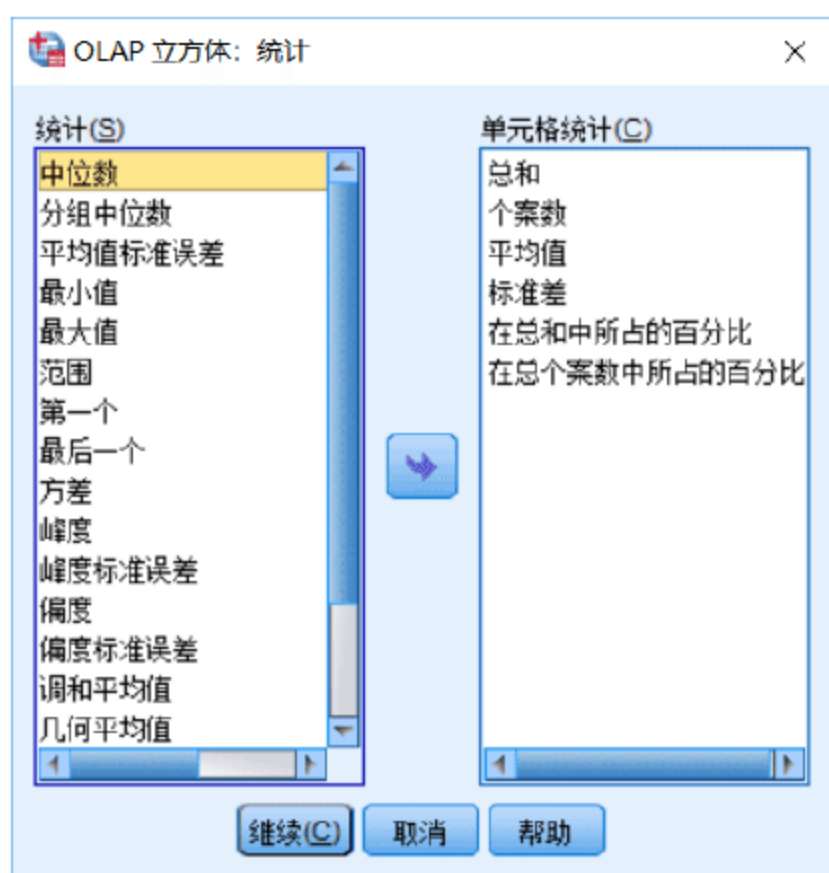 OLAP 立方体：统计
统计(S)
中位数
分组中位数
平均值标准误差
最小值
最大值
范围
第一个
最后一个
方差
峰度
峰度标准误差
偏度
偏度标准误差
调和平均值
几何平均值
单元格统计(C)
总和
个案数
平均值
标准差
在总和中所占的百分比
在总个案数中所占的百分比
继续(C) 取消 帮助